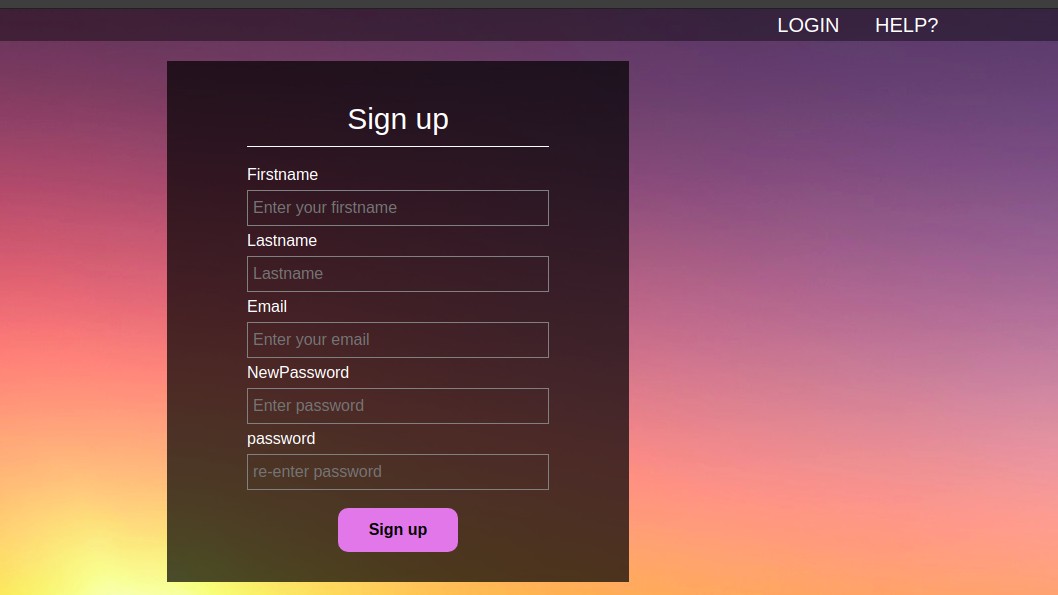 LOGIN HELP?
Sign up
Firstname
Enter your firstname
Lastname
Lastname
Email
Enter your email
NewPassword
Enter password
password
re-enter password
Sign up